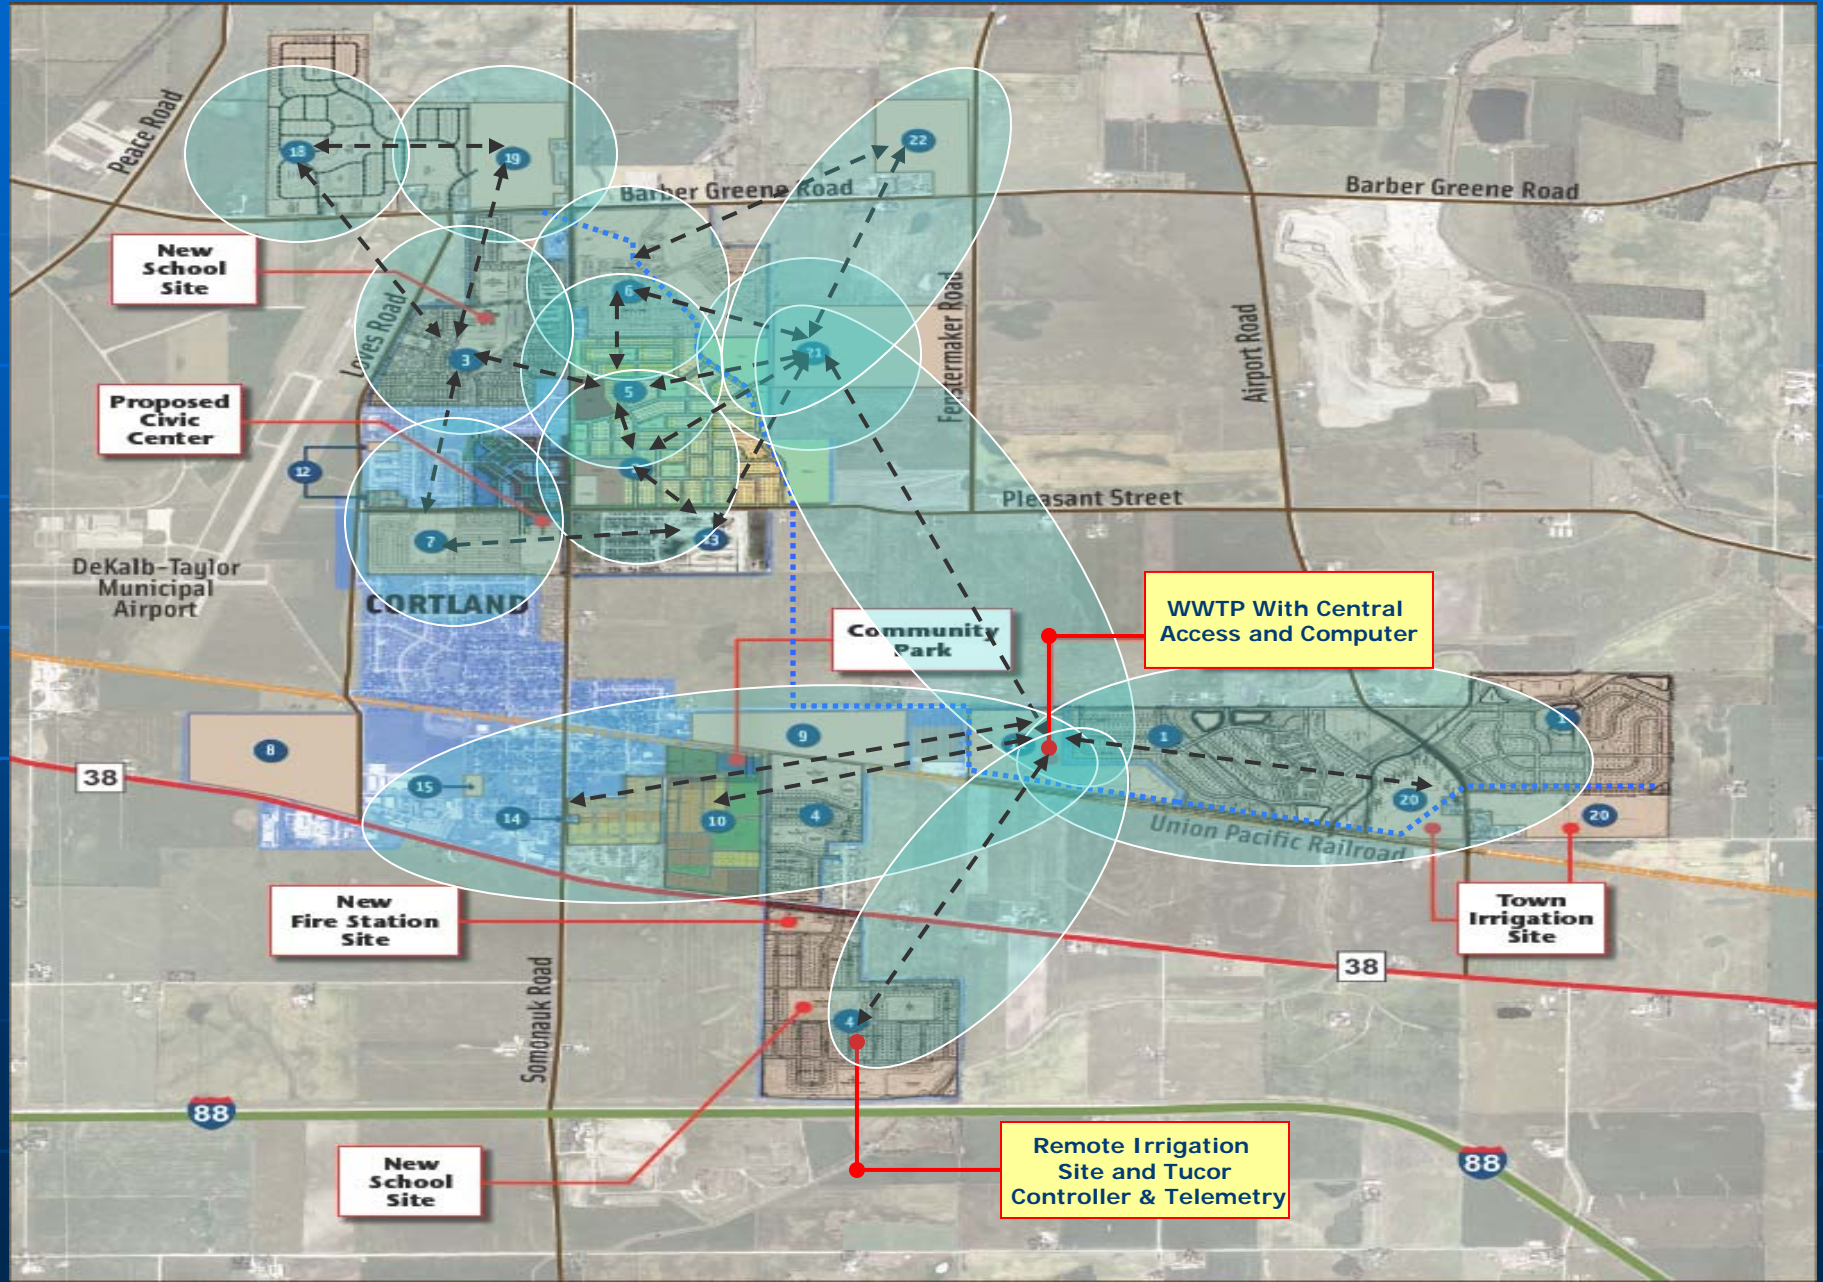 Peace Road
18
19
22
Barber Greene Road
Barber Greene Road
New
School
Site
Loves Road
6
21
Fenstermaker Road
Airport Road
3
5
Proposed
Civic
Center
12
Pleasant Street
7
13
DeKalb-Taylor
Municipal
Airport
CORTLAND
Community
Park
WWTP With Central
Access and Computer
8
9
1
1
38
15
14
10
4
20
20
Union Pacific Railroad
New
Fire Station
Site
Town
Irrigation
Site
38
Somonauk Road
4
88
New
School
Site
Remote Irrigation
Site and Tucor
Controller & Telemetry
88